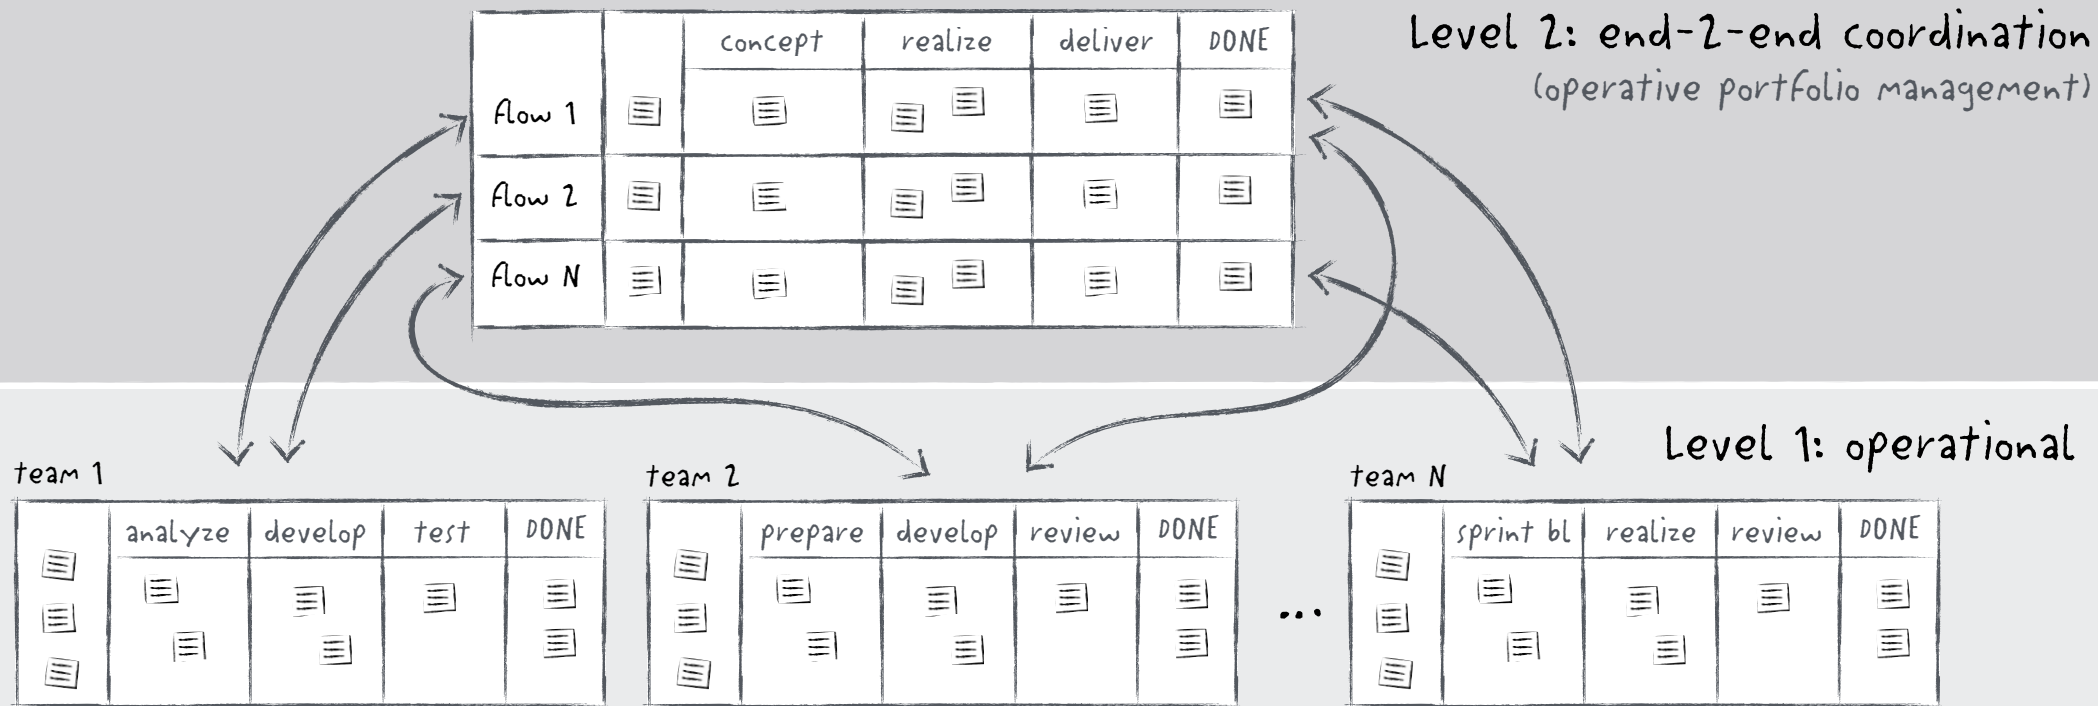 Level 2: end-2-end coordination
(operative portfolio management)
concept realize deliver DONE
flow 1
flow 2
flow N
Level 1: operational
team 1
analyze develop test DONE
team 2
prepare develop review DONE
...
team N
sprint bl realize review DONE